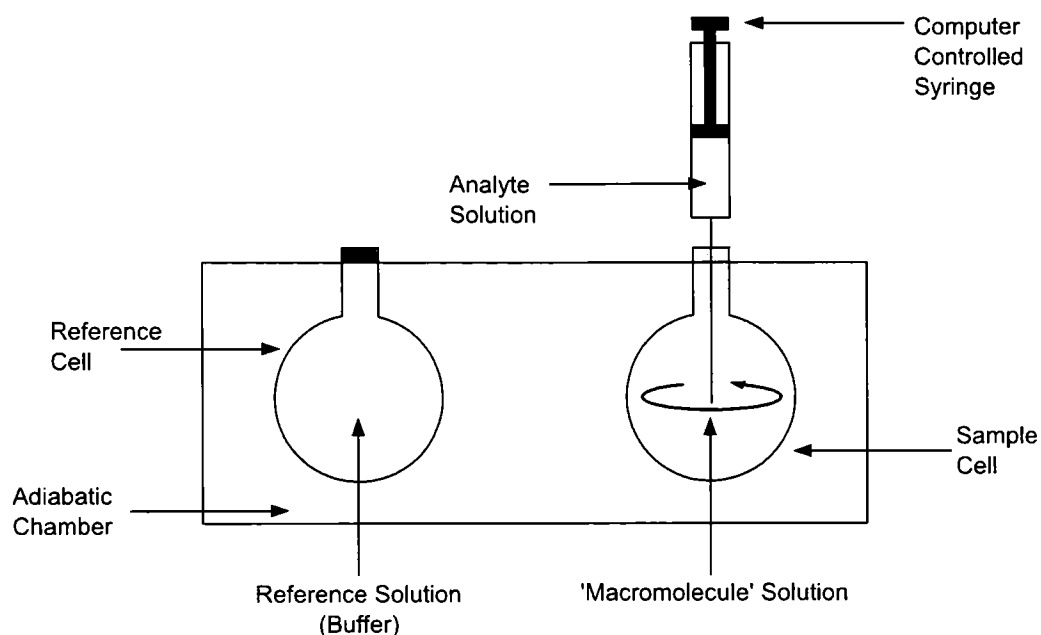 Computer
Controlled
Syringe
Analyte
Solution
Reference
Cell
Sample
Cell
Adiabatic
Chamber
Reference Solution
(Buffer)
'Macromolecule' Solution